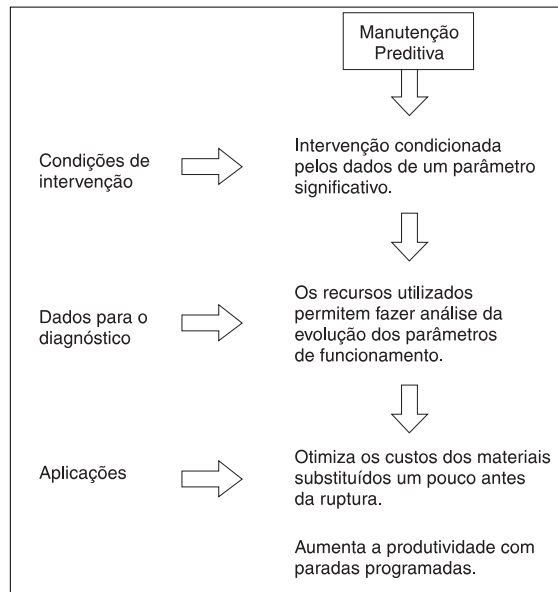 Manutenção
Preditiva
Condições de
intervenção
Intervenção condicionada
pelos dados de um parâmetro
significativo.
Dados para o
diagnóstico
Os recursos utilizados
permitem fazer análise da
evolução dos parâmetros
de funcionamento.
Aplicações
Otimiza os custos dos materiais
substituídos um pouco antes
da ruptura.
Aumenta a produtividade com
paradas programadas.